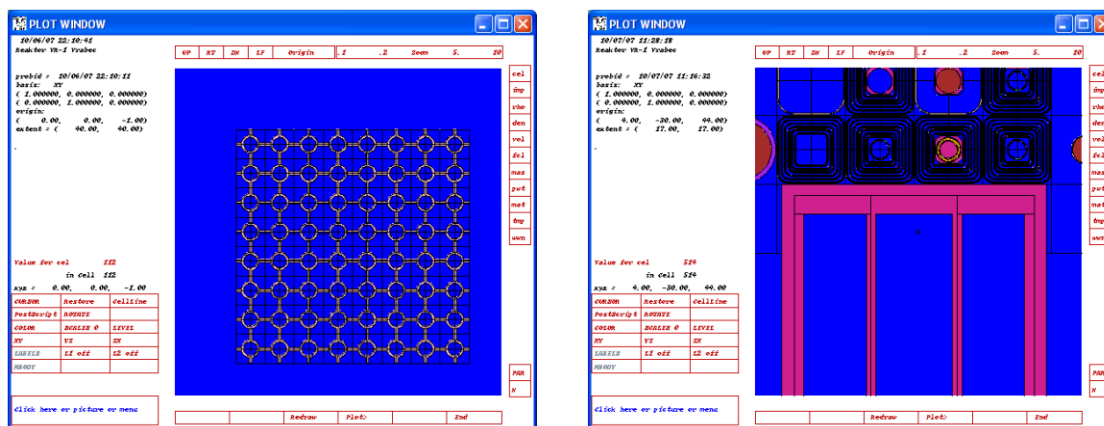 PLOT WINDOW
10/06/07 22:10:41
Reaktor VR-1 Vrabec
probid = 10/06/07 22:10:11
basis: XY
( 1.000000, 0.000000, 0.000000)
( 0.000000, 1.000000, 0.000000)
origin:
( 0.00, 0.00, -1.00)
extent = ( 40.00, 40.00)
UP RT DN LF Origin .1 .2 Zoom 5. 10
cel
imp
rho
den
vol
fcl
mas
pwt
mat
tmp
wwn
Value for cel 112
in Cell 112
xyz = 0.00, 0.00, -1.00
CURSOR Restore CellLine
PostScript ROTATE
COLOR SCALES 0 LEVEL
XY YZ ZX
LABELS L1 off L2 off
MBODY
PAR
N
Click here or picture or menu
Redraw Plot> End
PLOT WINDOW
10/07/07 11:28:18
Reaktor VR-1 Vrabec
probid = 10/07/07 11:16:32
basis: XY
( 1.000000, 0.000000, 0.000000)
( 0.000000, 1.000000, 0.000000)
origin:
( 4.00, -30.00, 44.00)
extent = ( 17.00, 17.00)
UP RT DN LF Origin .1 .2 Zoom 5. 10
cel
imp
rho
den
vol
fcl
mas
pwt
mat
tmp
wwn
Value for cel 514
in Cell 514
xyz = 4.00, -30.00, 44.00
CURSOR Restore CellLine
PostScript ROTATE
COLOR SCALES 0 LEVEL
XY YZ ZX
LABELS L1 off L2 off
MBODY
PAR
N
Click here or picture or menu
Redraw Plot> End